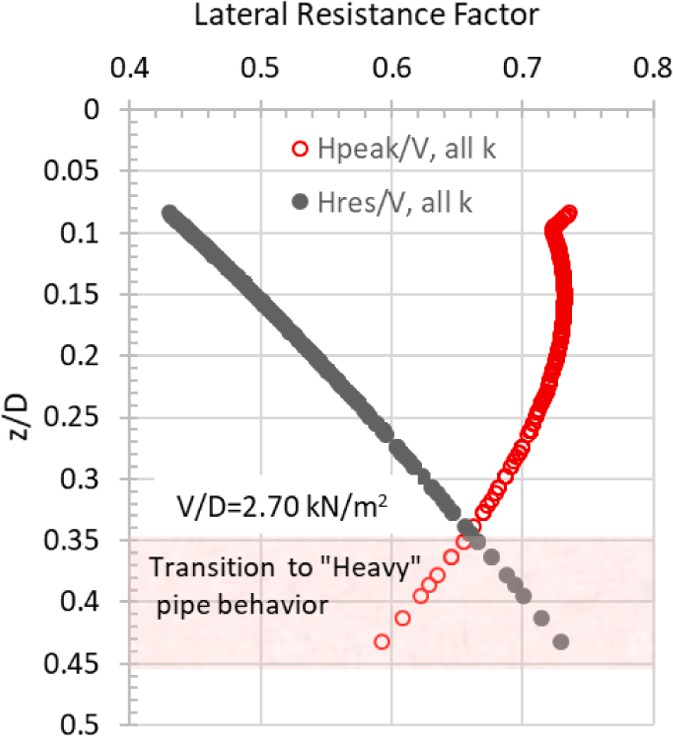 Lateral Resistance Factor
0.4 0.5 0.6 0.7 0.8
0
0.05
0.1
0.15
0.2
0.25
0.3
0.35
0.4
0.45
0.5
z/D
Hpeak/V, all k
Hres/V, all k
V/D=2.70 kN/m²
Transition to "Heavy"
pipe behavior